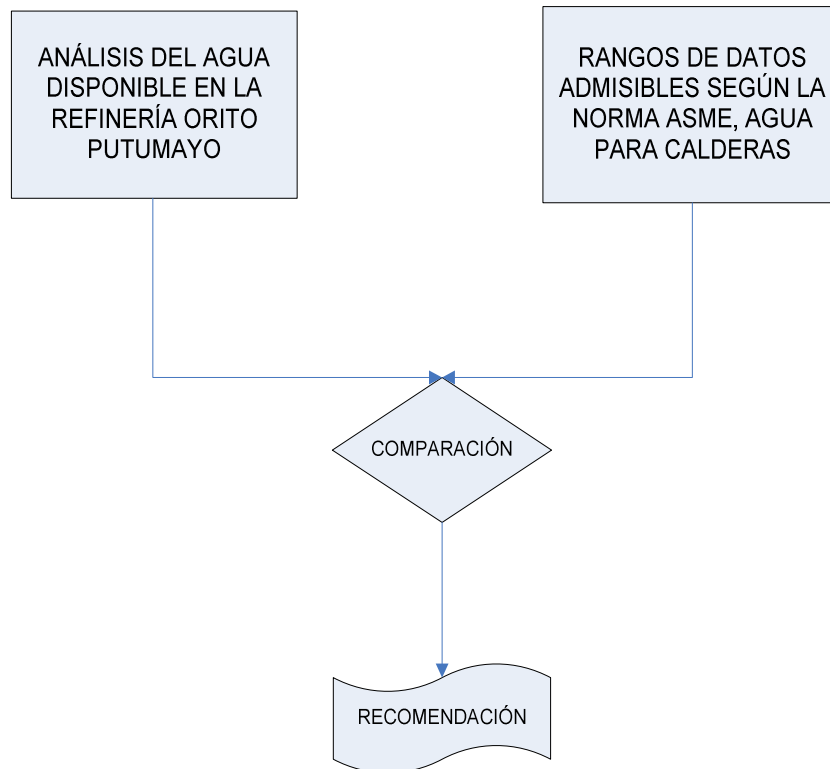 ANÁLISIS DEL AGUA
DISPONIBLE EN LA
REFINERÍA ORITO
PUTUMAYO
RANGOS DE DATOS
ADMISIBLES SEGÚN LA
NORMA ASME, AGUA
PARA CALDERAS
COMPARACIÓN
RECOMENDACIÓN